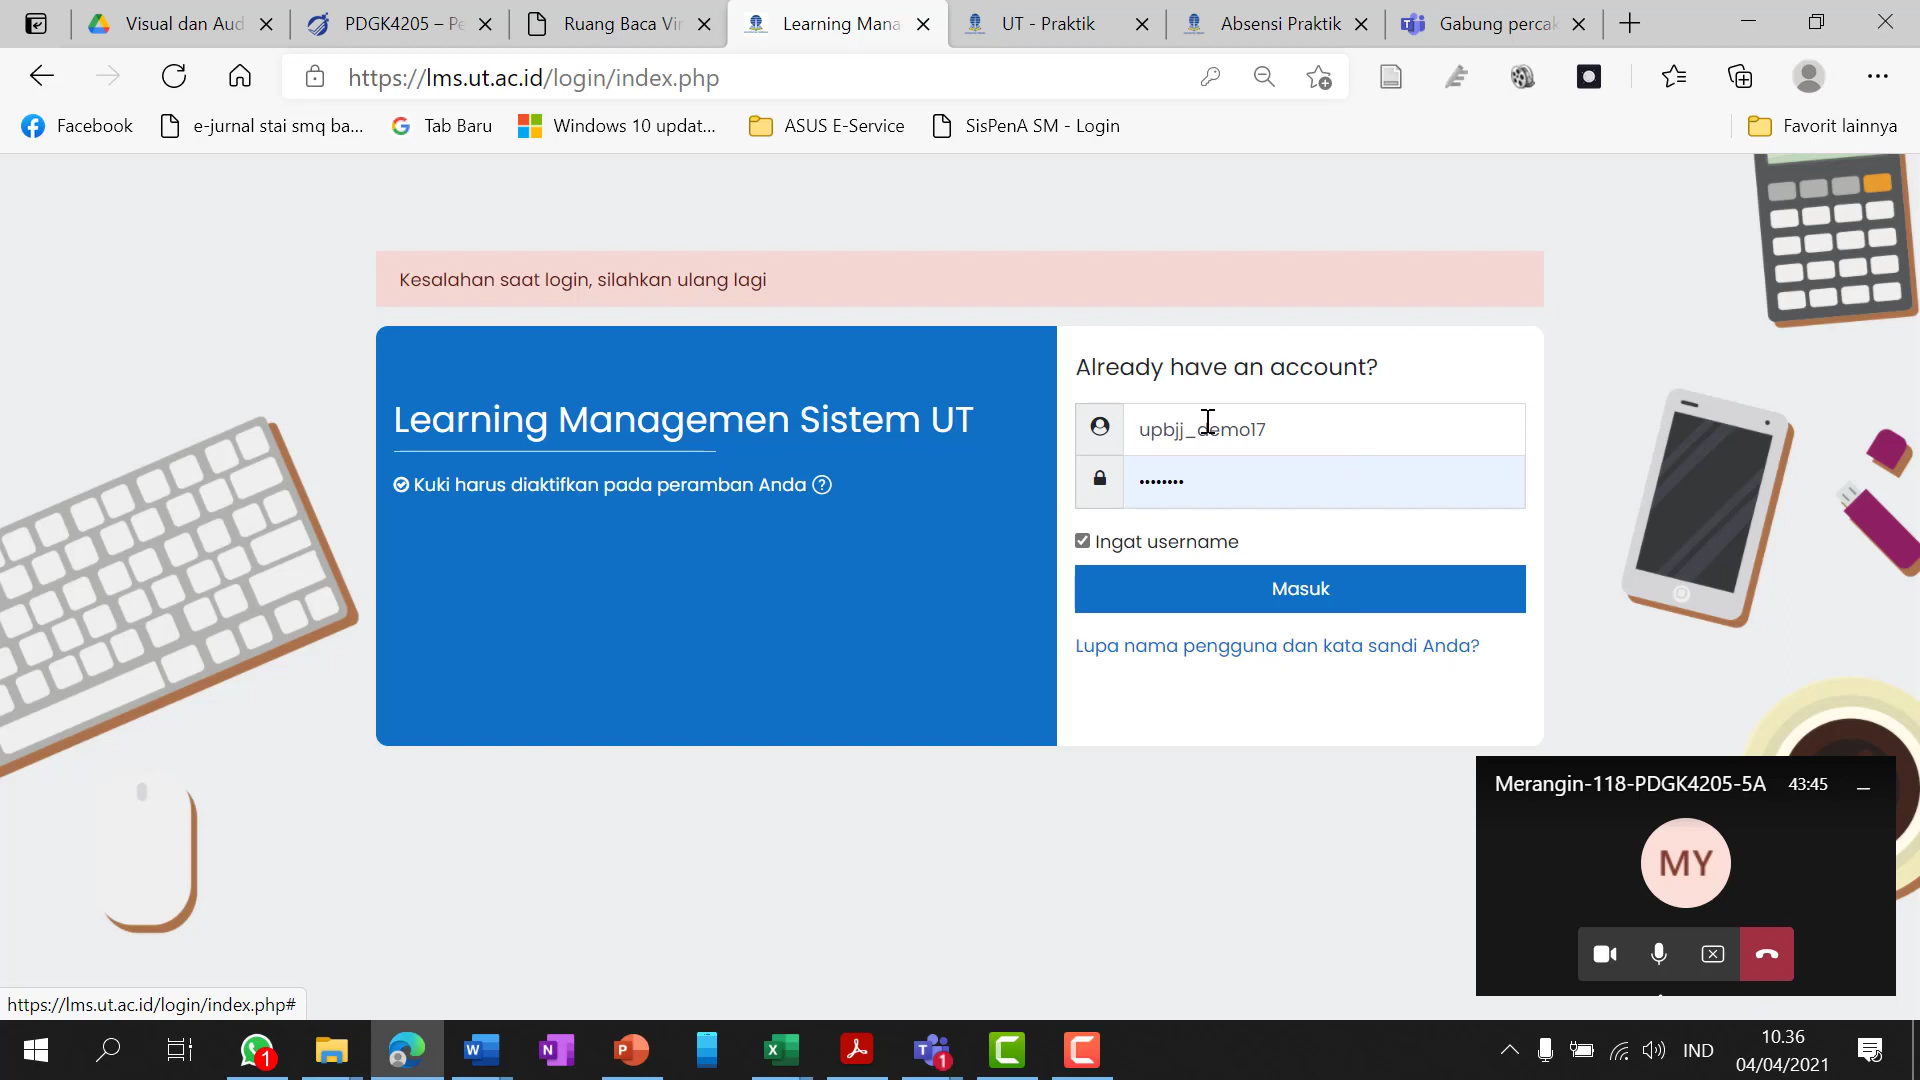 Visual dan Aud
PDGK4205 – Pe
Ruang Baca Vir
Learning Mana
UT - Praktik
Absensi Praktik
Gabung percak
https://lms.ut.ac.id/login/index.php
Facebook
e-jurnal stai smq ba...
Tab Baru
Windows 10 updat...
ASUS E-Service
SisPenA SM - Login
Favorit lainnya
Kesalahan saat login, silahkan ulang lagi
Learning Managemen Sistem UT
Kuki harus diaktifkan pada peramban Anda
Already have an account?
upbjj_demo17
Ingat username
Masuk
Lupa nama pengguna dan kata sandi Anda?
Merangin-118-PDGK4205-5A 43:45
MY
https://lms.ut.ac.id/login/index.php#
1
1
IND
10.36
04/04/2021